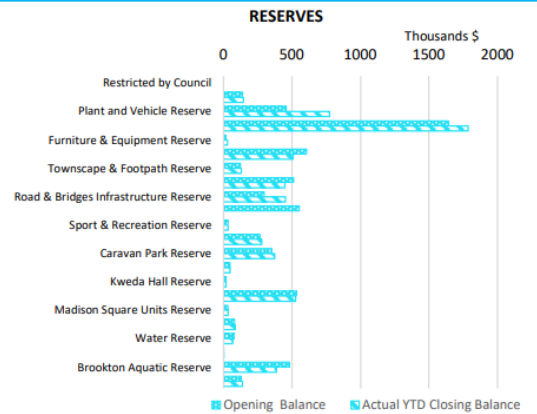 RESERVES
Thousands $
0 500 1000 1500 2000
Restricted by Council
Plant and Vehicle Reserve
Furniture & Equipment Reserve
Townscape & Footpath Reserve
Road & Bridges Infrastructure Reserve
Sport & Recreation Reserve
Caravan Park Reserve
Kweda Hall Reserve
Madison Square Units Reserve
Water Reserve
Brookton Aquatic Reserve
Opening Balance Actual YTD Closing Balance